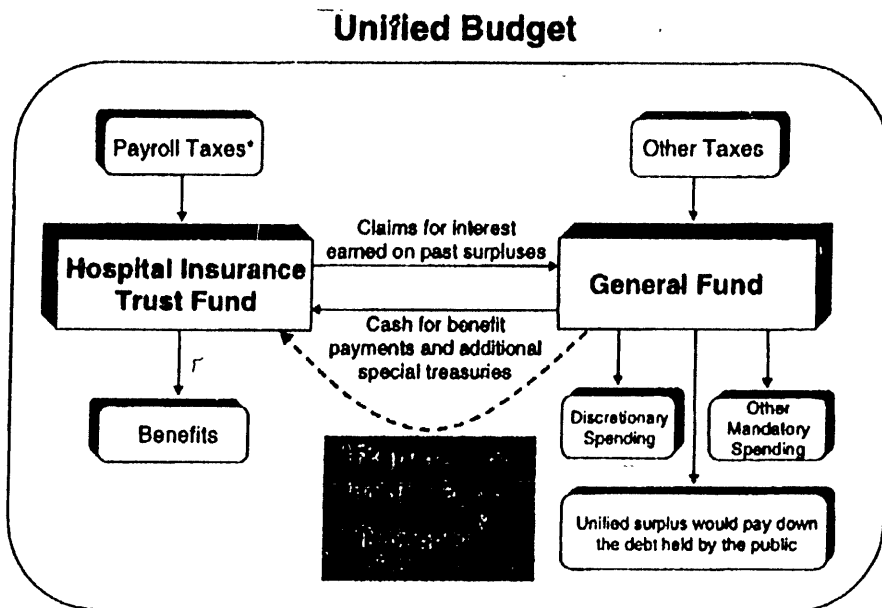 Unified Budget
Payroll Taxes*
Other Taxes
Claims for interest
earned on past surpluses
Hospital Insurance
Trust Fund
General Fund
Cash for benefit
payments and additional
special treasuries
Benefits
Discretionary
Spending
Other
Mandatory
Spending
Unified surplus would pay down
the debt held by the public